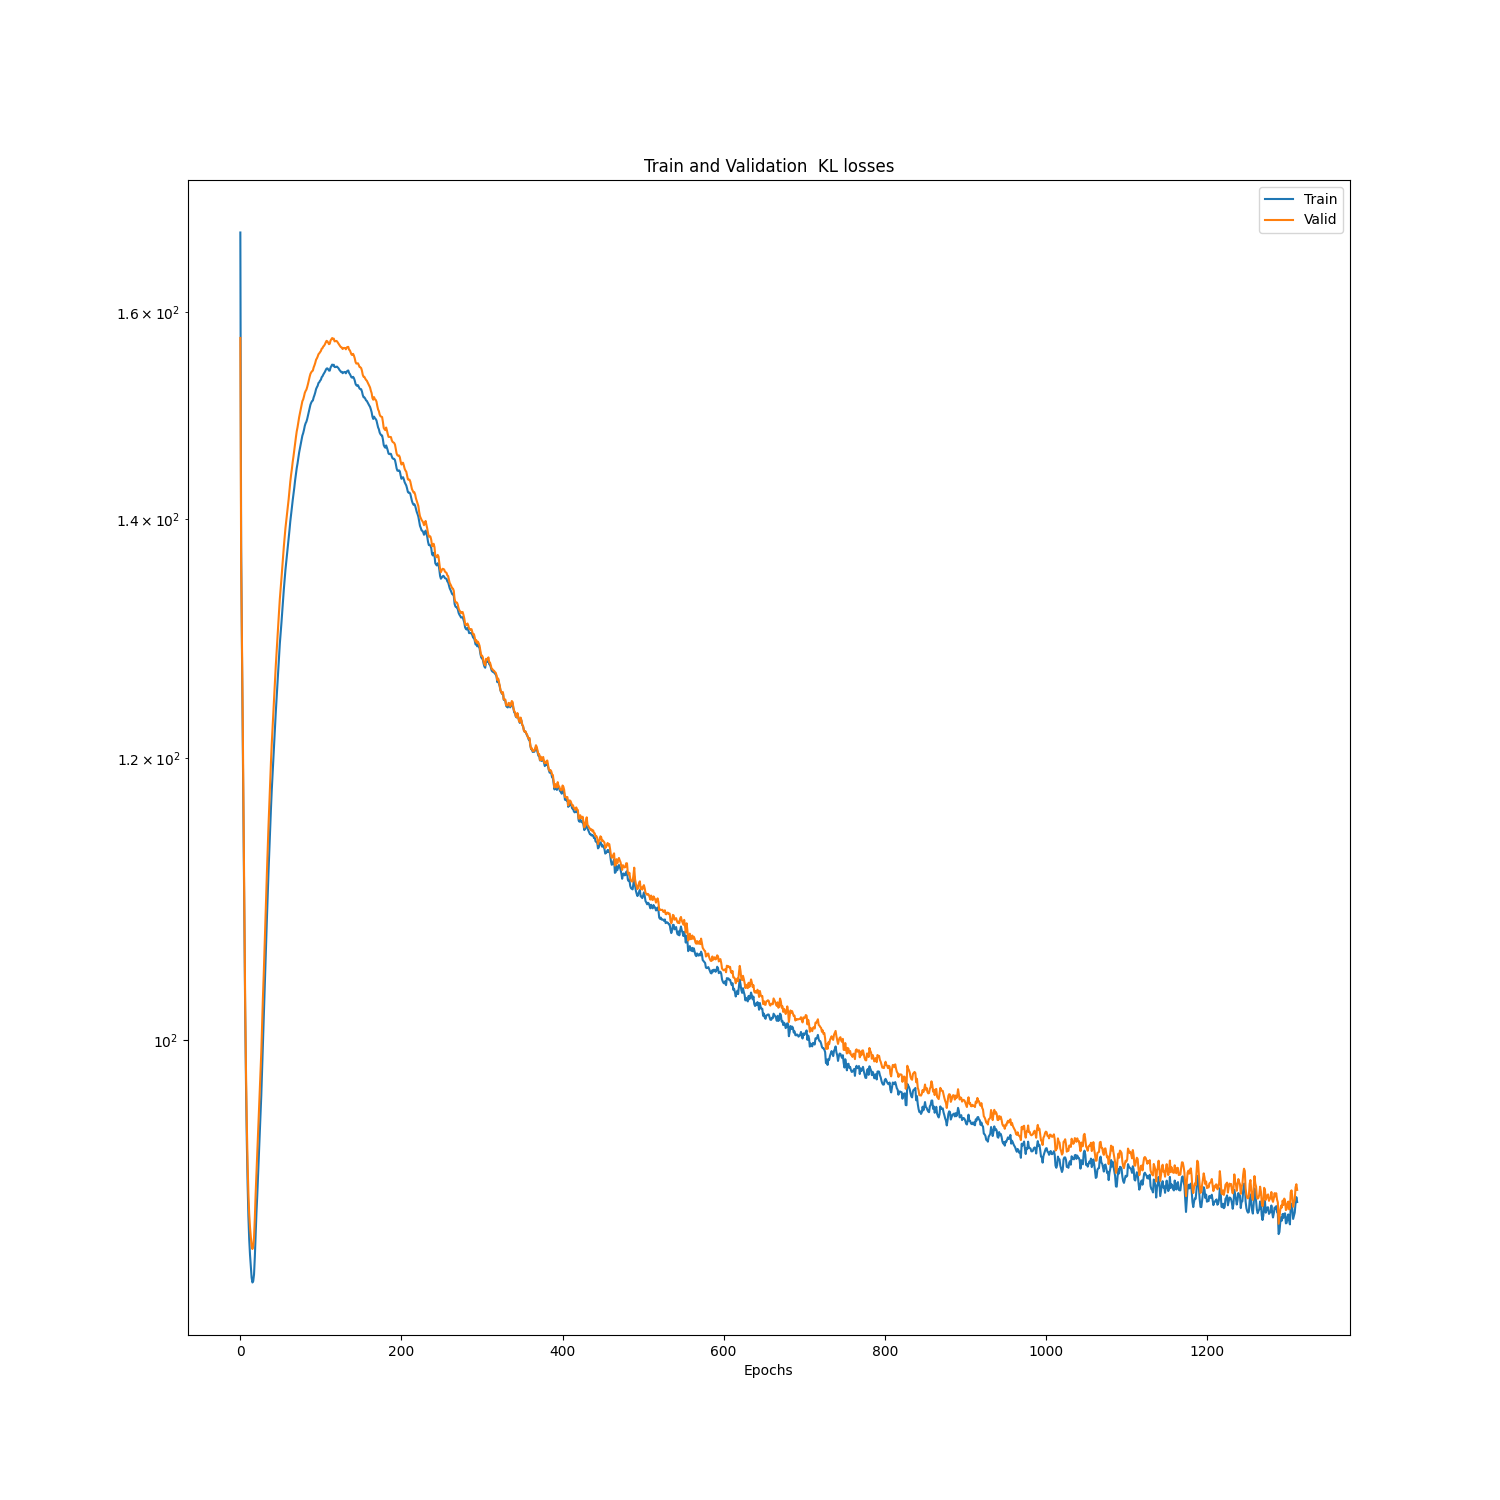 Train and Validation  KL losses
Train
Valid
1.6 × 10²
1.4 × 10²
1.2 × 10²
10²
0 200 400 600 800 1000 1200
Epochs